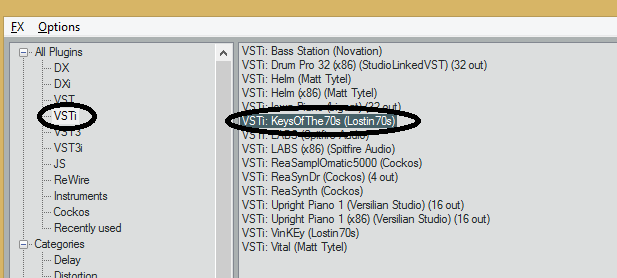 FX Options
All Plugins
DX
DXi
VST
VSTi
VST3
VST3i
JS
ReWire
Instruments
Cockos
Recently used
Categories
Delay
Distortion
VSTi: Bass Station (Novation)
VSTi: Drum Pro 32 (x86) (StudioLinkedVST) (32 out)
VSTi: Helm (Matt Tytel)
VSTi: Helm (x86) (Matt Tytel)
VSTi: Piano (32 out)
VSTi: KeysOfThe70s (Lostin70s)
VSTi: LABS (Spitfire Audio)
VSTi: LABS (x86) (Spitfire Audio)
VSTi: ReaSamplOmatic5000 (Cockos)
VSTi: ReaSynDr (Cockos) (4 out)
VSTi: ReaSynth (Cockos)
VSTi: Upright Piano 1 (Versilian Studio) (16 out)
VSTi: Upright Piano 1 (x86) (Versilian Studio) (16 out)
VSTi: VinKEy (Lostin70s)
VSTi: Vital (Matt Tytel)